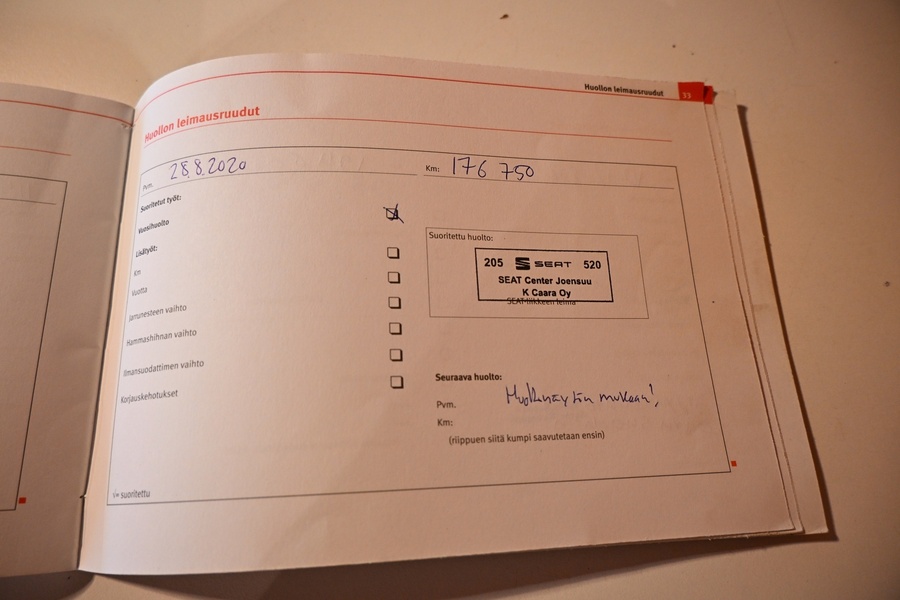 Huollon leimausruudut 33
Huollon leimausruudut
Pvm. 28.8.2020
Km: 176 750
Suoritetut työt:
Vuosihuolto
Lisätyöt:
Km
Vuotta
Jarrunesteen vaihto
Hammashihnan vaihto
Ilmansuodattimen vaihto
Korjauskehotukset
√= suoritettu
Suoritettu huolto:
205 SEAT 520
SEAT Center Joensuu
K Caara Oy
SEAT-liikkeen leima
Seuraava huolto:
Pvm. Huoltonäytön mukaan!
Km:
(riippuen siitä kumpi saavutetaan ensin)